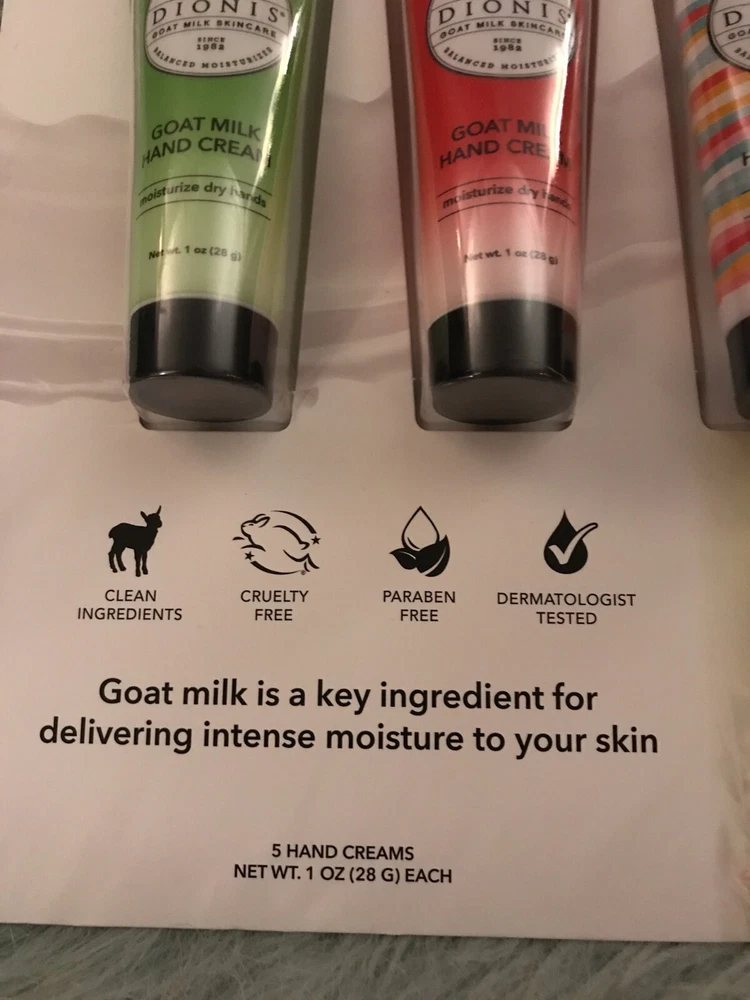 DIONIS
GOAT MILK SKINCARE
SINCE
1982
BALANCED MOISTURIZER
GOAT MILK
HAND CREAM
moisturize dry hands
Net wt. 1 oz (28 g)
DIONIS
GOAT MILK SKINCARE
SINCE
1982
BALANCED MOISTURIZER
GOAT MILK
HAND CREAM
moisturize dry hands
Net wt. 1 oz (28 g)
CLEAN
INGREDIENTS
CRUELTY
FREE
PARABEN
FREE
DERMATOLOGIST
TESTED
Goat milk is a key ingredient for
delivering intense moisture to your skin
5 HAND CREAMS
NET WT. 1 OZ (28 G) EACH